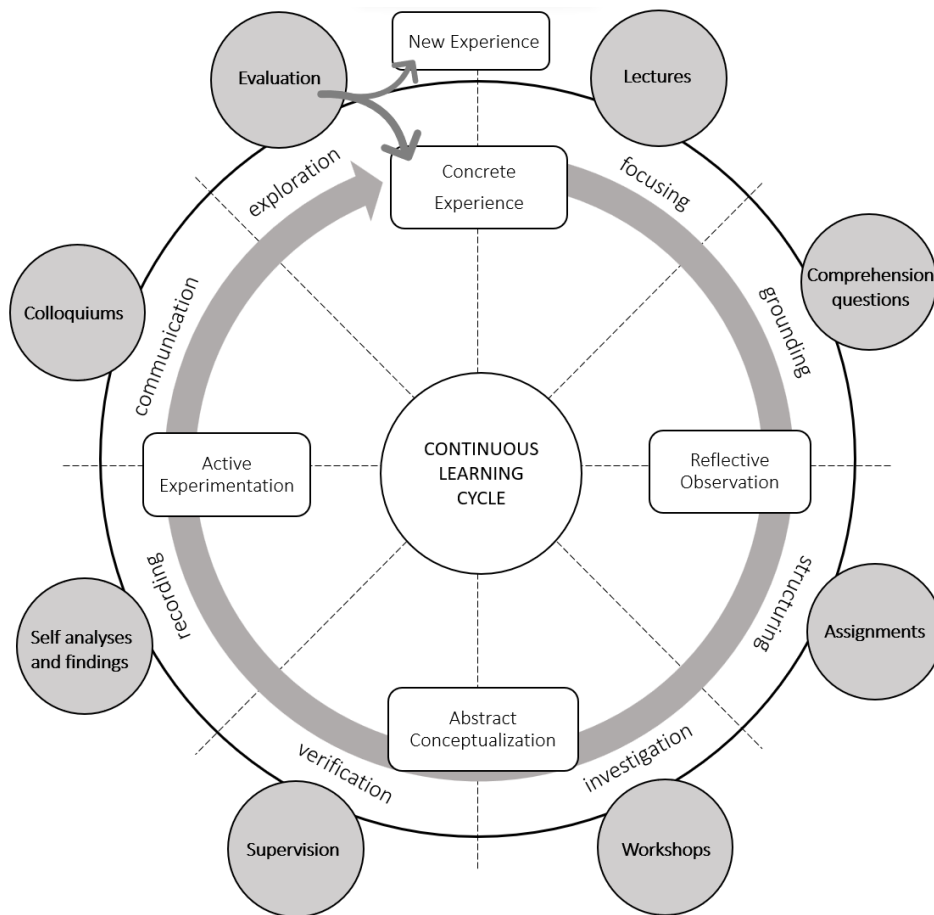 New Experience
Evaluation
Lectures
exploration
Concrete
Experience
focusing
Colloquiums
communication
Comprehension
questions
grounding
CONTINUOUS
LEARNING
CYCLE
Active
Experimentation
Reflective
Observation
recording
structuring
Self analyses
and findings
Assignments
Abstract
Conceptualization
verification
investigation
Supervision
Workshops